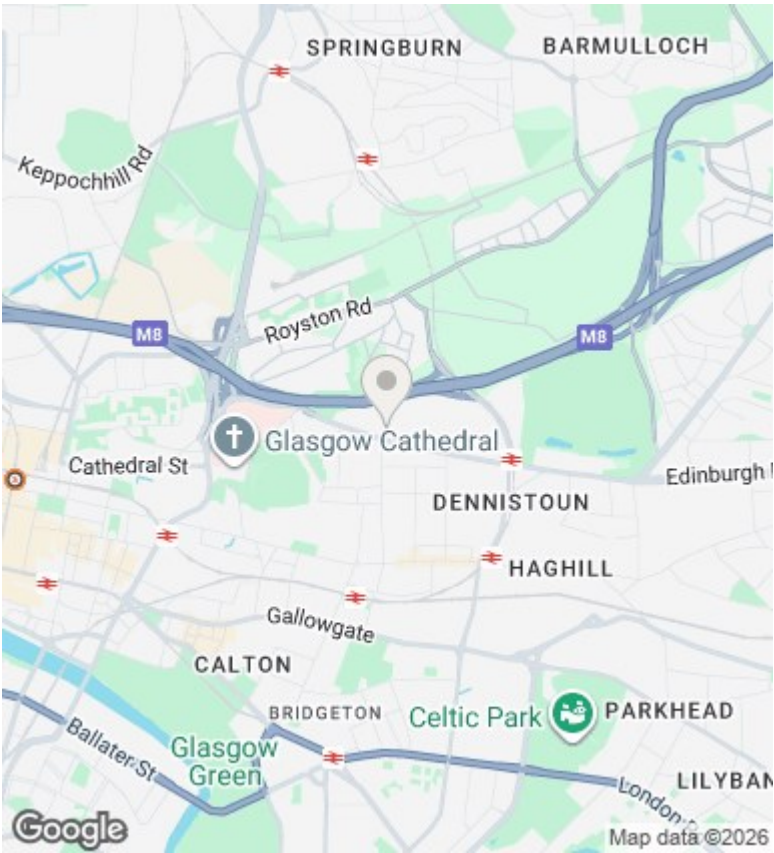 SPRINGBURN
BARMULLOCH
Keppochhill Rd
Royston Rd
M8
M8
Glasgow Cathedral
Cathedral St
Edinburgh
DENNISTOUN
HAGHILL
Gallowgate
CALTON
BRIDGETON
Celtic Park
PARKHEAD
Ballater St
Glasgow
Green
LILYBAN
London
Google
Map data ©2026